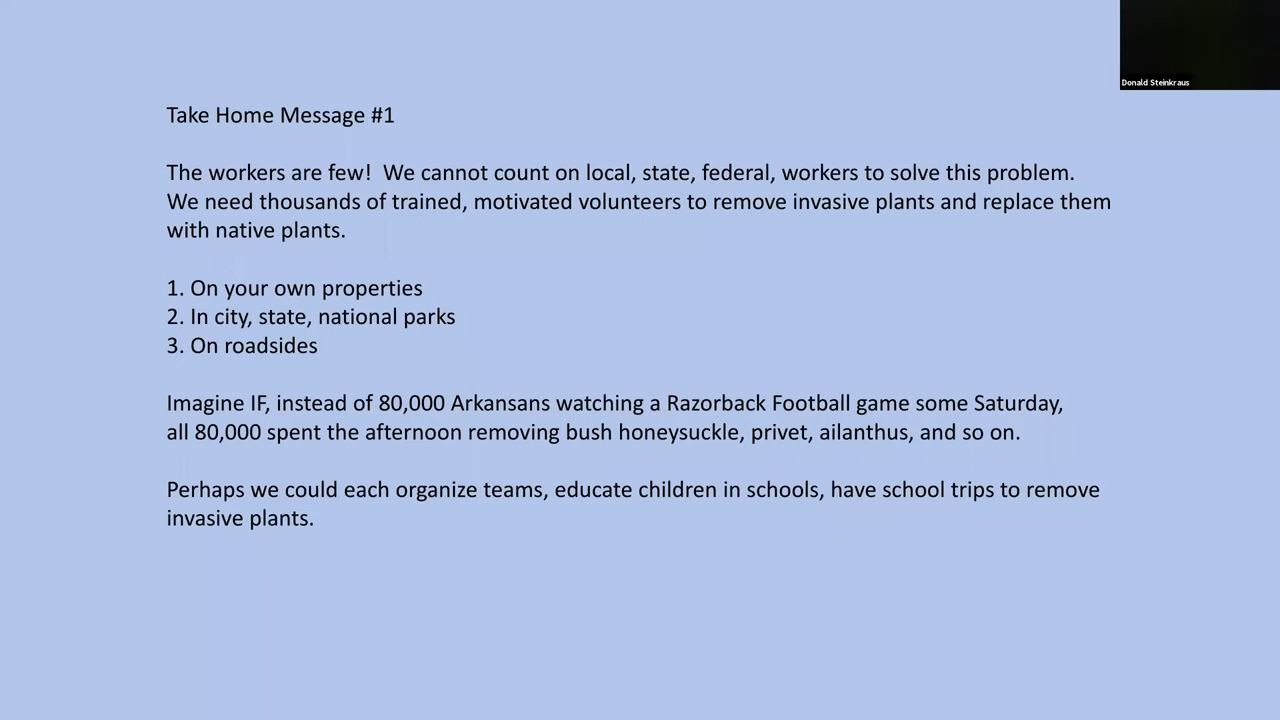 Donald Steinkraus
Take Home Message #1
The workers are few!  We cannot count on local, state, federal, workers to solve this problem.
We need thousands of trained, motivated volunteers to remove invasive plants and replace them
with native plants.
1. On your own properties
2. In city, state, national parks
3. On roadsides
Imagine IF, instead of 80,000 Arkansans watching a Razorback Football game some Saturday,
all 80,000 spent the afternoon removing bush honeysuckle, privet, ailanthus, and so on.
Perhaps we could each organize teams, educate children in schools, have school trips to remove
invasive plants.